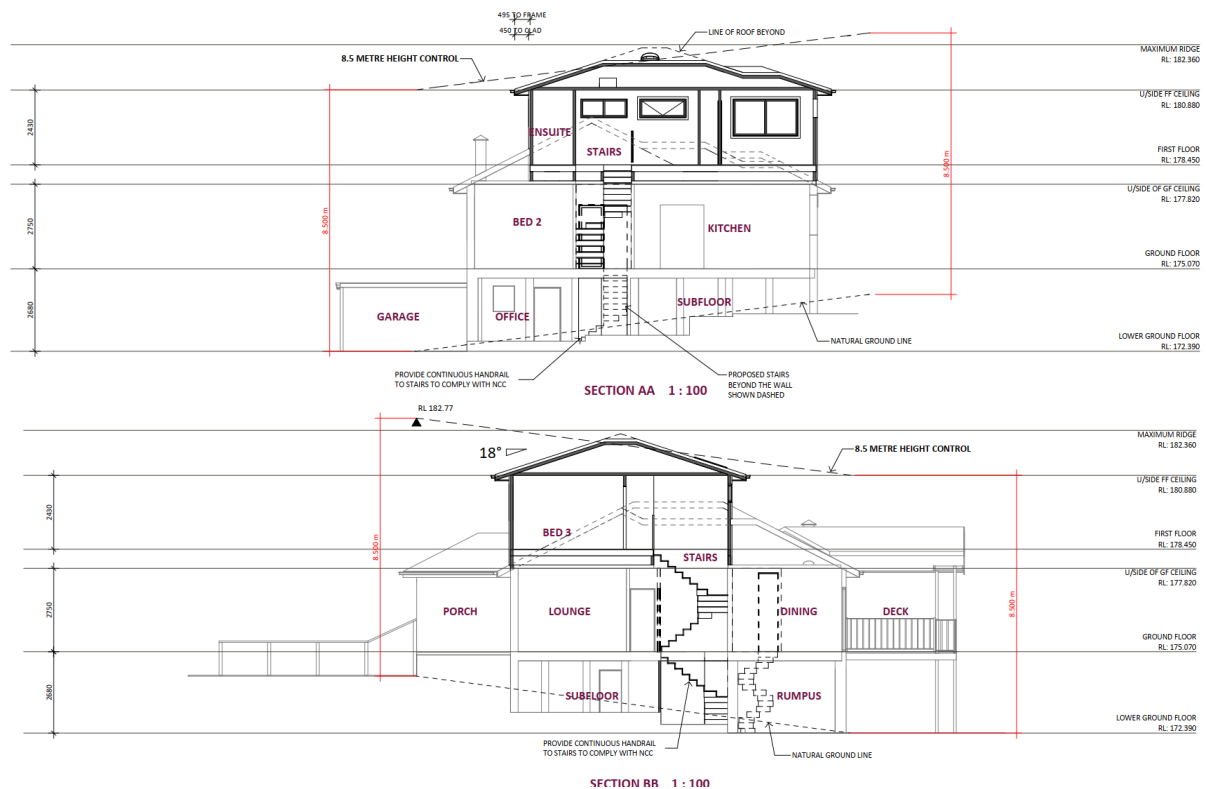 495 TO FRAME
450 TO CLAD
LINE OF ROOF BEYOND
8.5 METRE HEIGHT CONTROL
MAXIMUM RIDGE
RL: 182.360
U/SIDE FF CEILING
RL: 180.880
2430
ENSUITE
STAIRS
FIRST FLOOR
RL: 178.450
8.500 m
U/SIDE OF GF CEILING
RL: 177.820
8.500 m
2750
BED 2
KITCHEN
GROUND FLOOR
RL: 175.070
2680
GARAGE
OFFICE
SUBFLOOR
NATURAL GROUND LINE
LOWER GROUND FLOOR
RL: 172.390
PROVIDE CONTINUOUS HANDRAIL
TO STAIRS TO COMPLY WITH NCC
PROPOSED STAIRS
BEYOND THE WALL
SHOWN DASHED
SECTION AA 1 : 100
RL 182.77
MAXIMUM RIDGE
RL: 182.360
18°
8.5 METRE HEIGHT CONTROL
U/SIDE FF CEILING
RL: 180.880
2430
BED 3
STAIRS
FIRST FLOOR
RL: 178.450
8.500 m
U/SIDE OF GF CEILING
RL: 177.820
8.500 m
2750
PORCH
LOUNGE
DINING
DECK
GROUND FLOOR
RL: 175.070
2680
SUBFLOOR
RUMPUS
LOWER GROUND FLOOR
RL: 172.390
PROVIDE CONTINUOUS HANDRAIL
TO STAIRS TO COMPLY WITH NCC
NATURAL GROUND LINE
SECTION BB 1 : 100